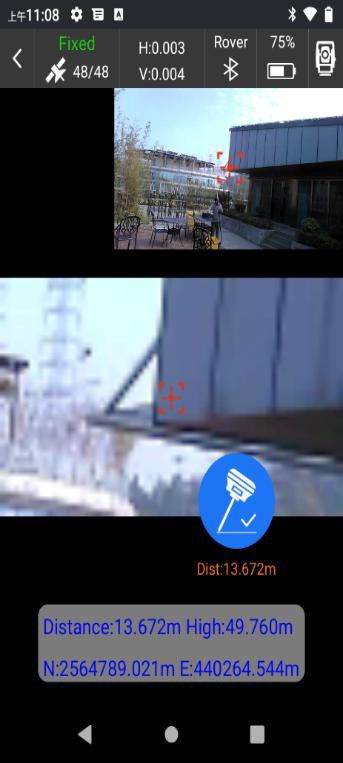 上午11:08
Fixed
48/48
H:0.003
V:0.004
Rover
75%
Dist:13.672m
Distance:13.672m High:49.760m
N:2564789.021m E:440264.544m